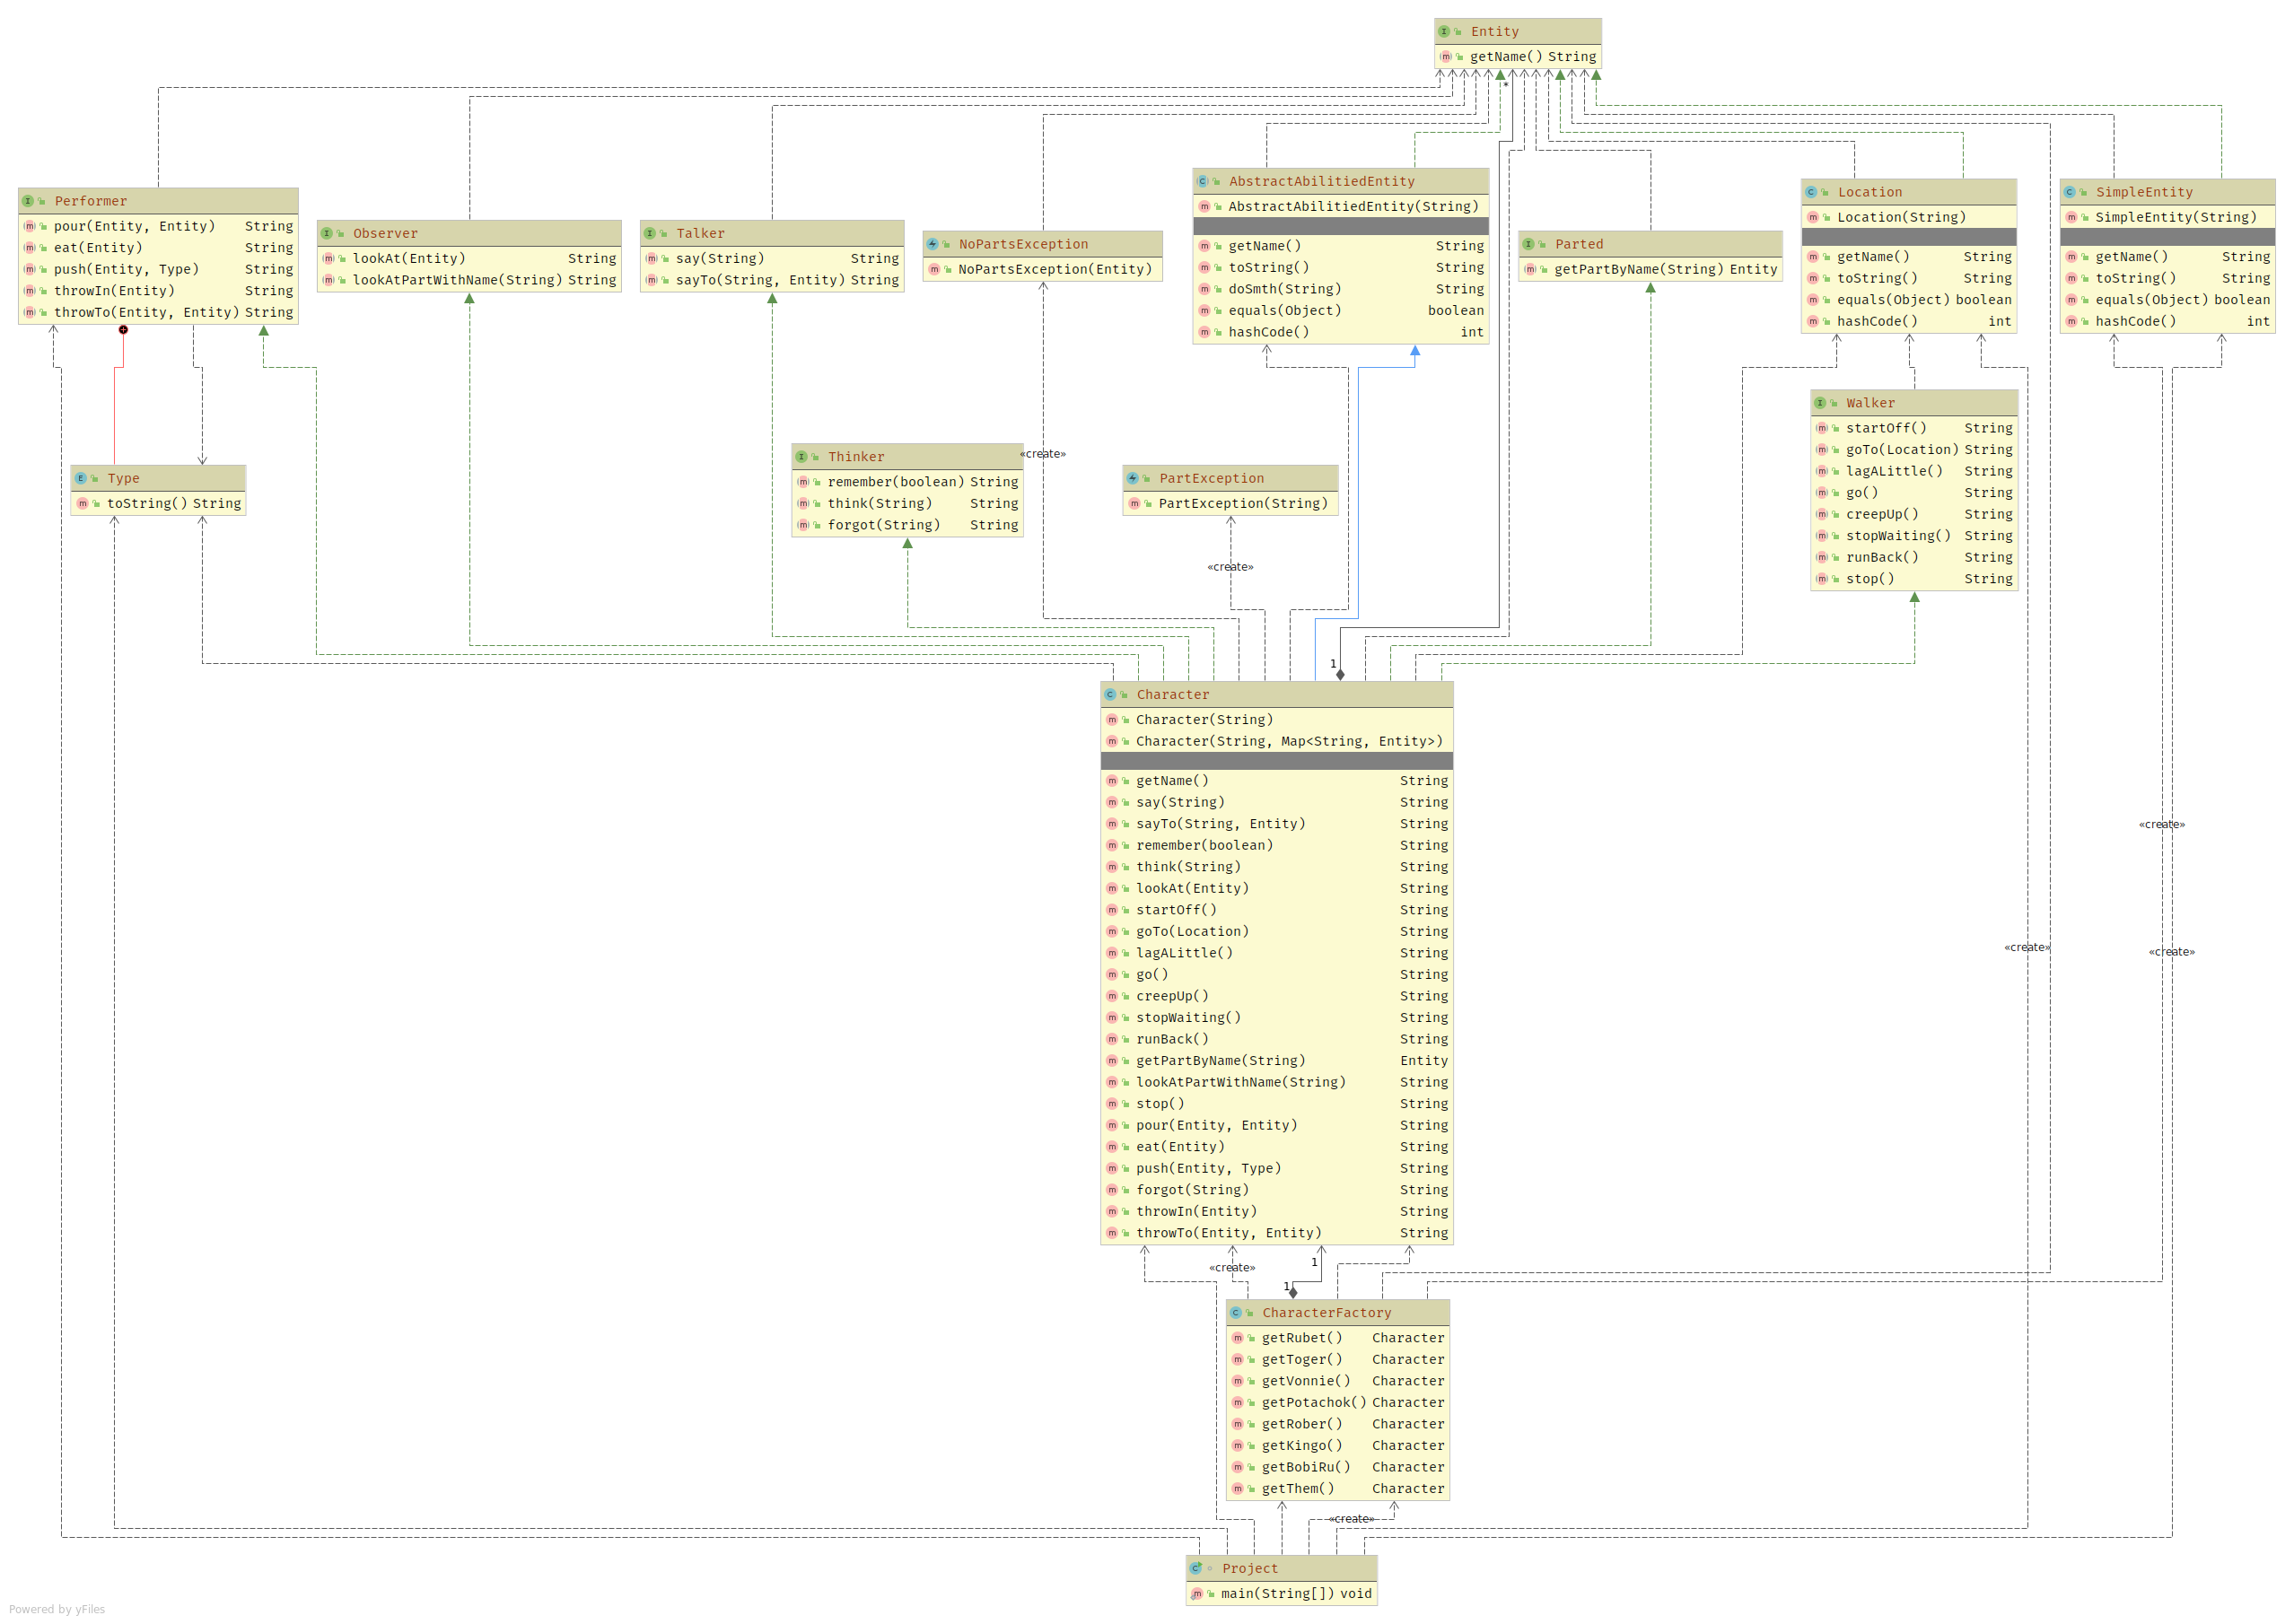 Entity
getName() String
*
AbstractAbilitiedEntity
AbstractAbilitiedEntity(String)
getName() String
toString() String
doSmth(String) String
equals(Object) boolean
hashCode() int
Location
Location(String)
getName() String
toString() String
equals(Object) boolean
hashCode() int
SimpleEntity
SimpleEntity(String)
getName() String
toString() String
equals(Object) boolean
hashCode() int
Performer
pour(Entity, Entity) String
eat(Entity) String
push(Entity, Type) String
throwIn(Entity) String
throwTo(Entity, Entity) String
Observer
lookAt(Entity) String
lookAtPartWithName(String) String
Talker
say(String) String
sayTo(String, Entity) String
NoPartsException
NoPartsException(Entity)
Parted
getPartByName(String) Entity
Walker
startOff() String
goTo(Location) String
lagALittle() String
go() String
creepUp() String
stopWaiting() String
runBack() String
stop() String
Thinker
remember(boolean) String
think(String) String
forgot(String) String
«create»
Type
toString() String
PartException
PartException(String)
«create»
1
Character
Character(String)
Character(String, Map<String, Entity>)
getName() String
say(String) String
sayTo(String, Entity) String
remember(boolean) String
think(String) String
lookAt(Entity) String
startOff() String
goTo(Location) String
lagALittle() String
go() String
creepUp() String
stopWaiting() String
runBack() String
getPartByName(String) Entity
lookAtPartWithName(String) String
stop() String
pour(Entity, Entity) String
eat(Entity) String
push(Entity, Type) String
forgot(String) String
throwIn(Entity) String
throwTo(Entity, Entity) String
«create»
«create»
«create»
1
«create»
1
CharacterFactory
getRubet() Character
getToger() Character
getVonnie() Character
getPotachok() Character
getRober() Character
getKingo() Character
getBobiRu() Character
getThem() Character
«create»
Project
main(String[]) void
Powered by yFiles